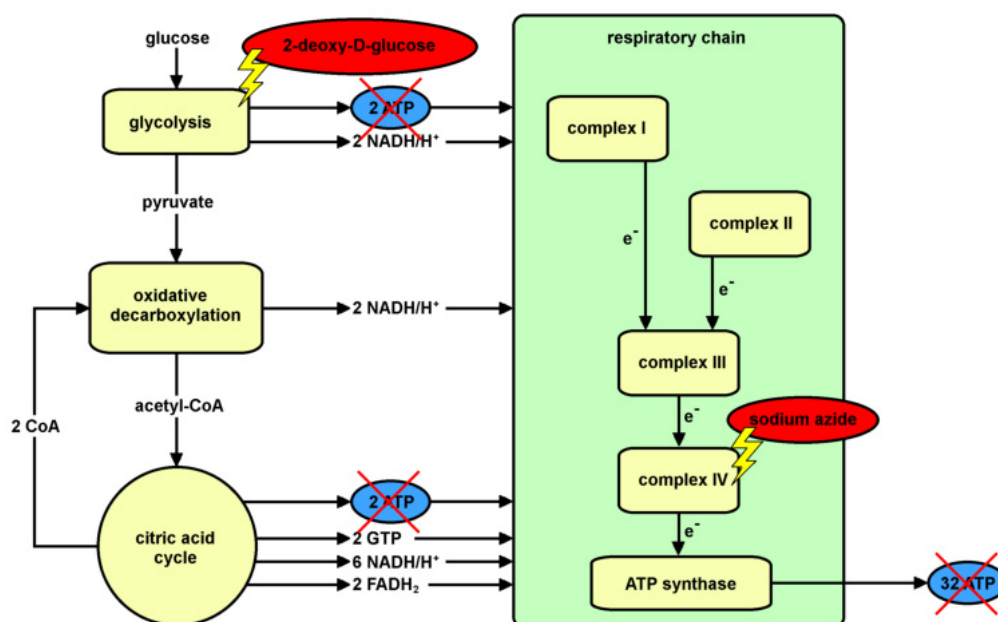 glucose
2-deoxy-D-glucose
respiratory chain
glycolysis
2 ATP
2 NADH/H⁺
complex I
pyruvate
complex II
e⁻
oxidative
decarboxylation
2 NADH/H⁺
e⁻
complex III
acetyl-CoA
2 CoA
e⁻
sodium azide
complex IV
citric acid
cycle
2 ATP
2 GTP
6 NADH/H⁺
2 FADH₂
e⁻
ATP synthase
32 ATP